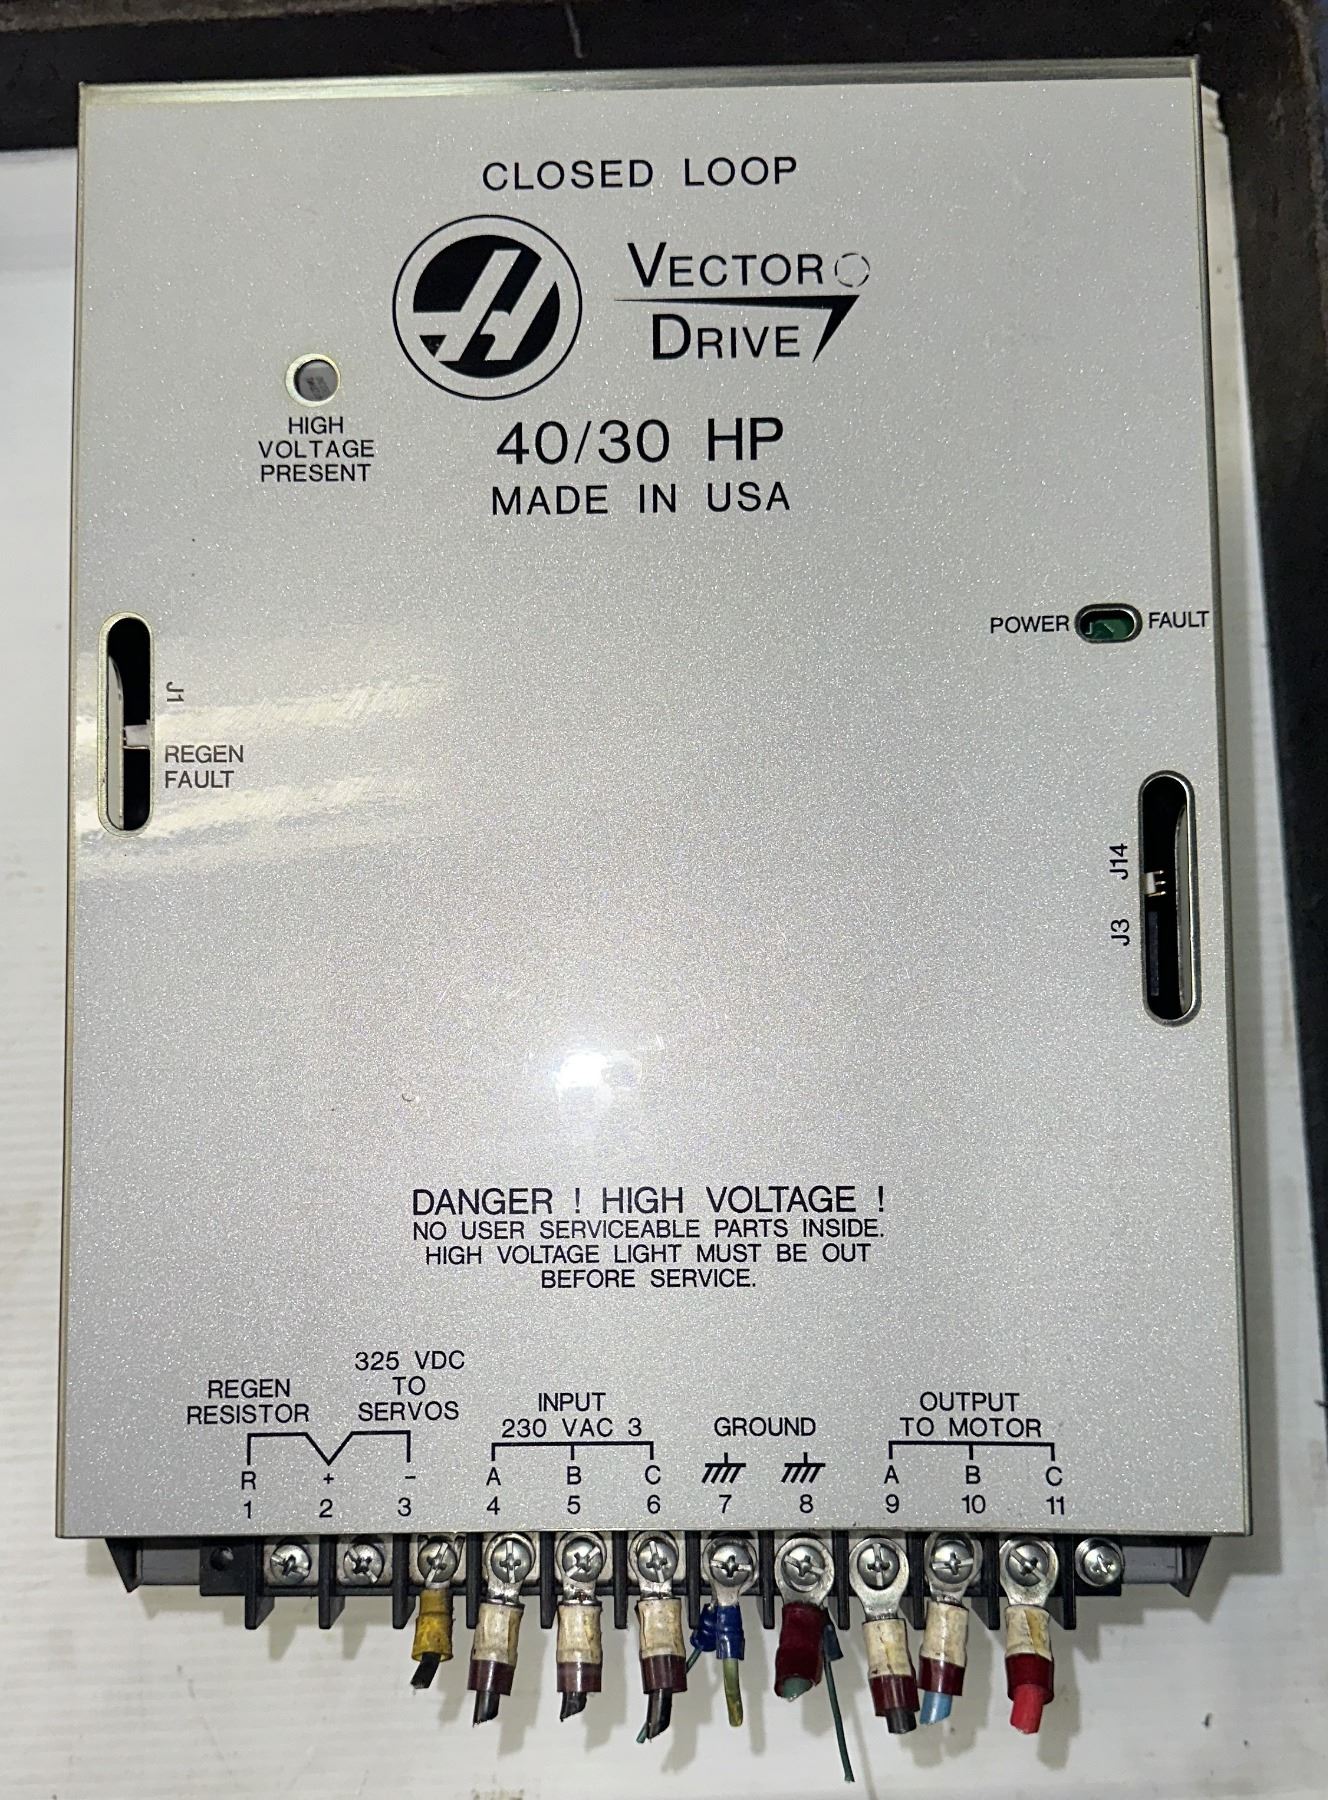 CLOSED LOOP
VECTOR
DRIVE
HIGH
VOLTAGE
PRESENT
40/30 HP
MADE IN USA
POWER FAULT
J1
REGEN
FAULT
J14
J3
DANGER ! HIGH VOLTAGE !
NO USER SERVICEABLE PARTS INSIDE.
HIGH VOLTAGE LIGHT MUST BE OUT
BEFORE SERVICE.
REGEN
RESISTOR
325 VDC
TO
SERVOS
INPUT
230 VAC 3
GROUND
OUTPUT
TO MOTOR
R + - A B C A B C
1 2 3 4 5 6 7 8 9 10 11